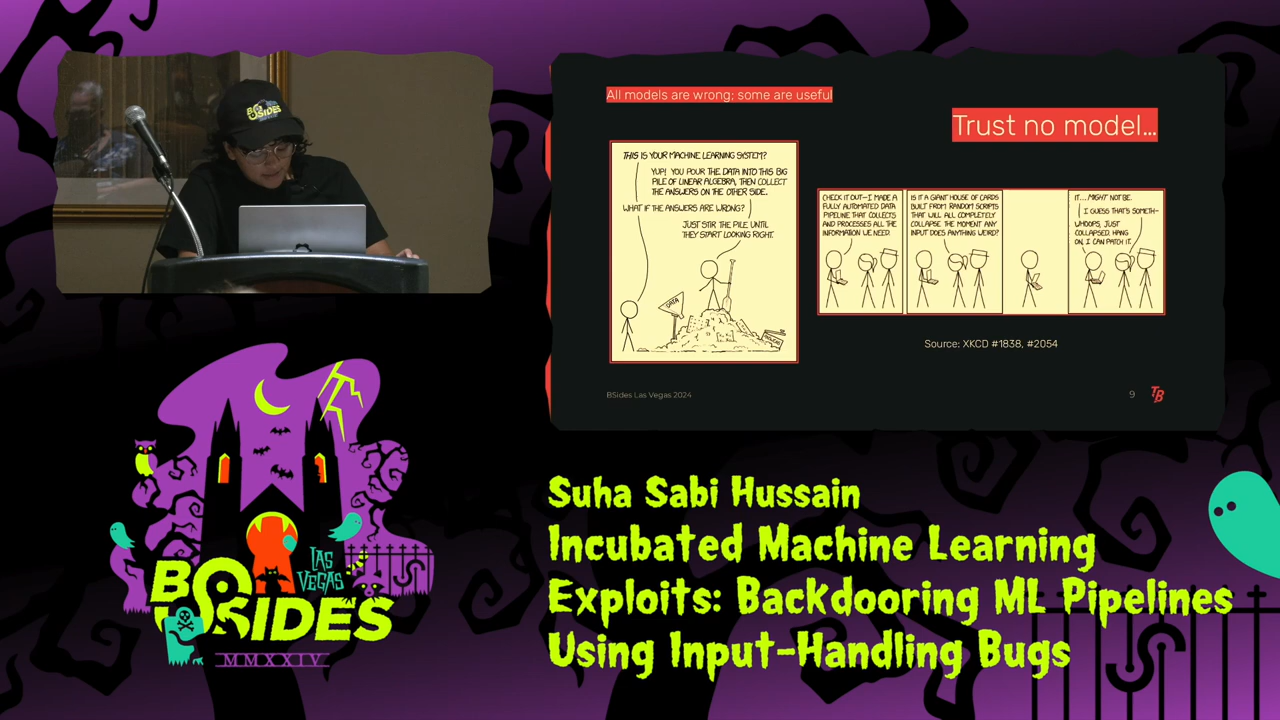 BSIDES
All models are wrong; some are useful
Trust no model...
THIS IS YOUR MACHINE LEARNING SYSTEM?
YUP! YOU POUR THE DATA INTO THIS BIG
PILE OF LINEAR ALGEBRA, THEN COLLECT
THE ANSWERS ON THE OTHER SIDE.
WHAT IF THE ANSWERS ARE WRONG?
JUST STIR THE PILE UNTIL
THEY START LOOKING RIGHT.
DATA
CHECK IT OUT—I MADE A
FULLY AUTOMATED DATA
PIPELINE THAT COLLECTS
AND PROCESSES ALL THE
INFORMATION WE NEED.
IS IT A GIANT HOUSE OF CARDS
BUILT FROM RANDOM SCRIPTS
THAT WILL ALL COMPLETELY
COLLAPSE THE MOMENT ANY
INPUT DOES ANYTHING WEIRD?
IT... MIGHT NOT BE.
I GUESS THAT'S SOMETH-
WHOOPS, JUST
COLLAPSED. HANG
ON, I CAN PATCH IT.
Source: XKCD #1838, #2054
BSides Las Vegas 2024
9
TB
BSIDES
LAS
VEGAS
MMXXIV
Suha Sabi Hussain
Incubated Machine Learning
Exploits: Backdooring ML Pipelines
Using Input-Handling Bugs